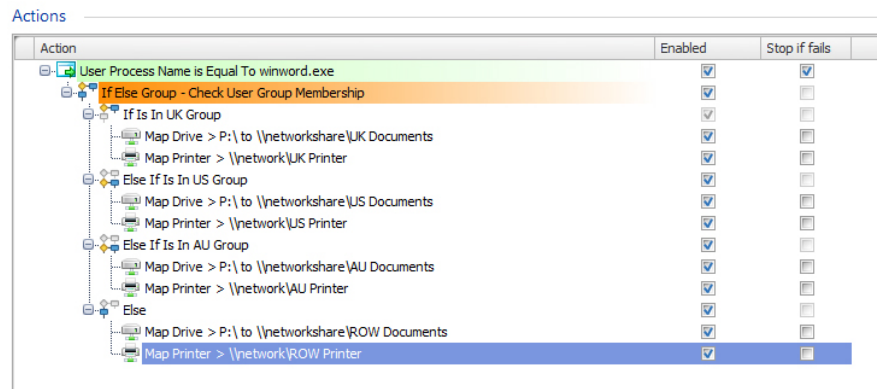 Actions
Action Enabled Stop if fails
User Process Name is Equal To winword.exe
If Else Group - Check User Group Membership
If Is In UK Group
Map Drive > P:\ to \\networkshare\UK Documents
Map Printer > \\network\UK Printer
Else If Is In US Group
Map Drive > P:\ to \\networkshare\US Documents
Map Printer > \\network\US Printer
Else If Is In AU Group
Map Drive > P:\ to \\networkshare\AU Documents
Map Printer > \\network\AU Printer
Else
Map Drive > P:\ to \\networkshare\ROW Documents
Map Printer > \\network\ROW Printer